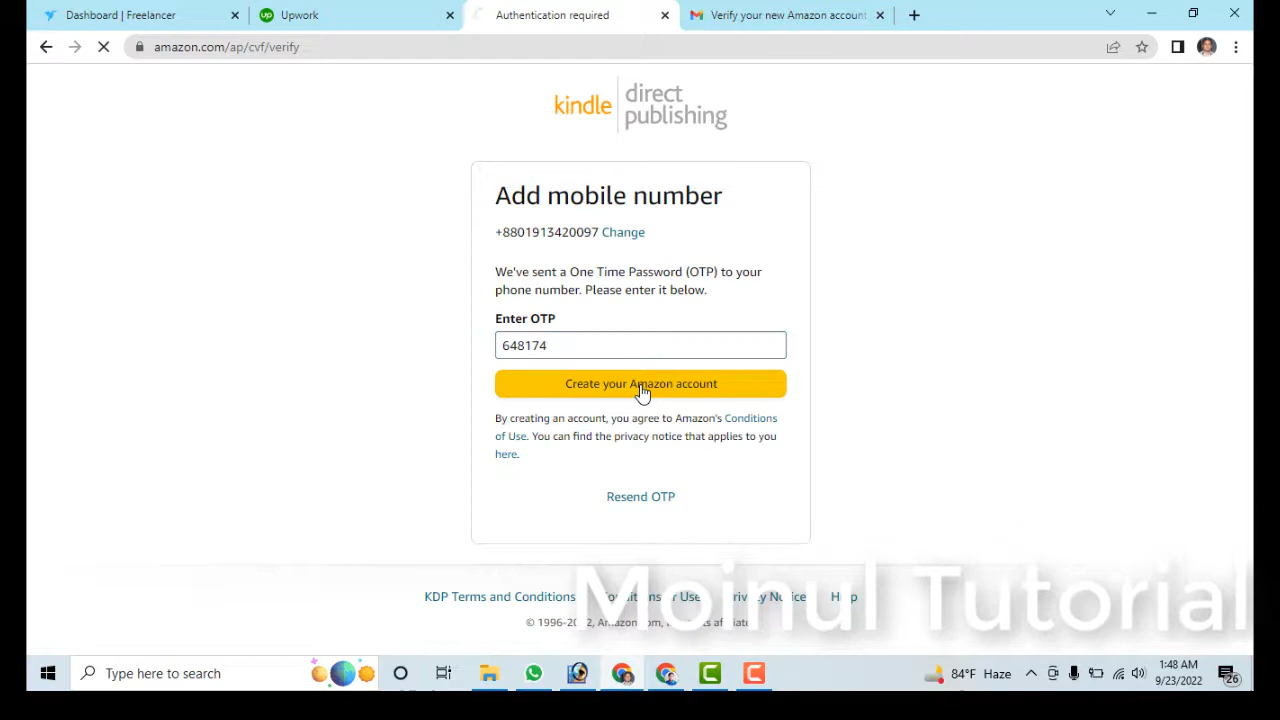 Dashboard | Freelancer
Upwork
Authentication required
Verify your new Amazon account
amazon.com/ap/cvf/verify
kindle
direct
publishing
Add mobile number
+8801913420097 Change
We've sent a One Time Password (OTP) to your
phone number. Please enter it below.
Enter OTP
648174
Create your Amazon account
By creating an account, you agree to Amazon's Conditions
of Use. You can find the privacy notice that applies to you
here.
Resend OTP
KDP Terms and Conditions
Help
© 1996-
Moinul Tutorial
Type here to search
84°F Haze
1:48 AM
9/23/2022
26